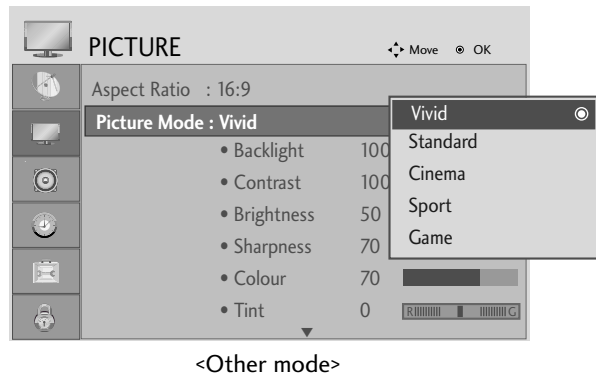 PICTURE
Move OK
Aspect Ratio : 16:9
Picture Mode : Vivid
• Backlight 100
• Contrast 100
• Brightness 50
• Sharpness 70
• Colour 70
• Tint 0 R G
Vivid
Standard
Cinema
Sport
Game
<Other mode>